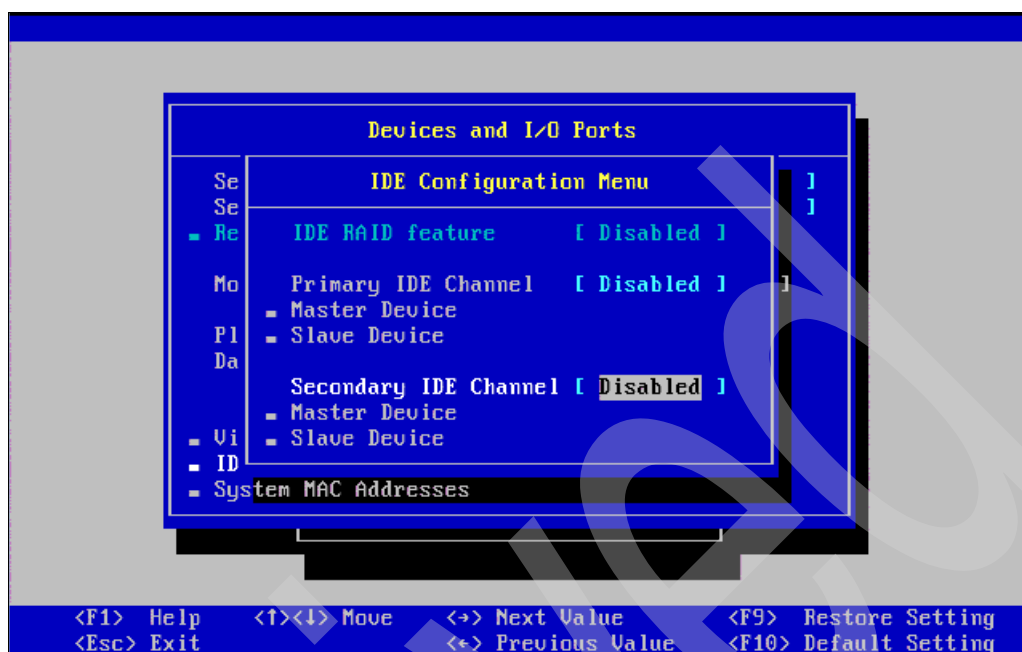 Devices and I/O Ports
IDE Configuration Menu
Se ]
Se ]
Re IDE RAID feature [ Disabled ]
Mo Primary IDE Channel [ Disabled ] ]
Master Device
Pl Slave Device
Da
Secondary IDE Channel [ Disabled ]
Master Device
Vi Slave Device
ID
System MAC Addresses
<F1> Help <↑><↓> Move <→> Next Value <F9> Restore Setting
<Esc> Exit <←> Previous Value <F10> Default Setting